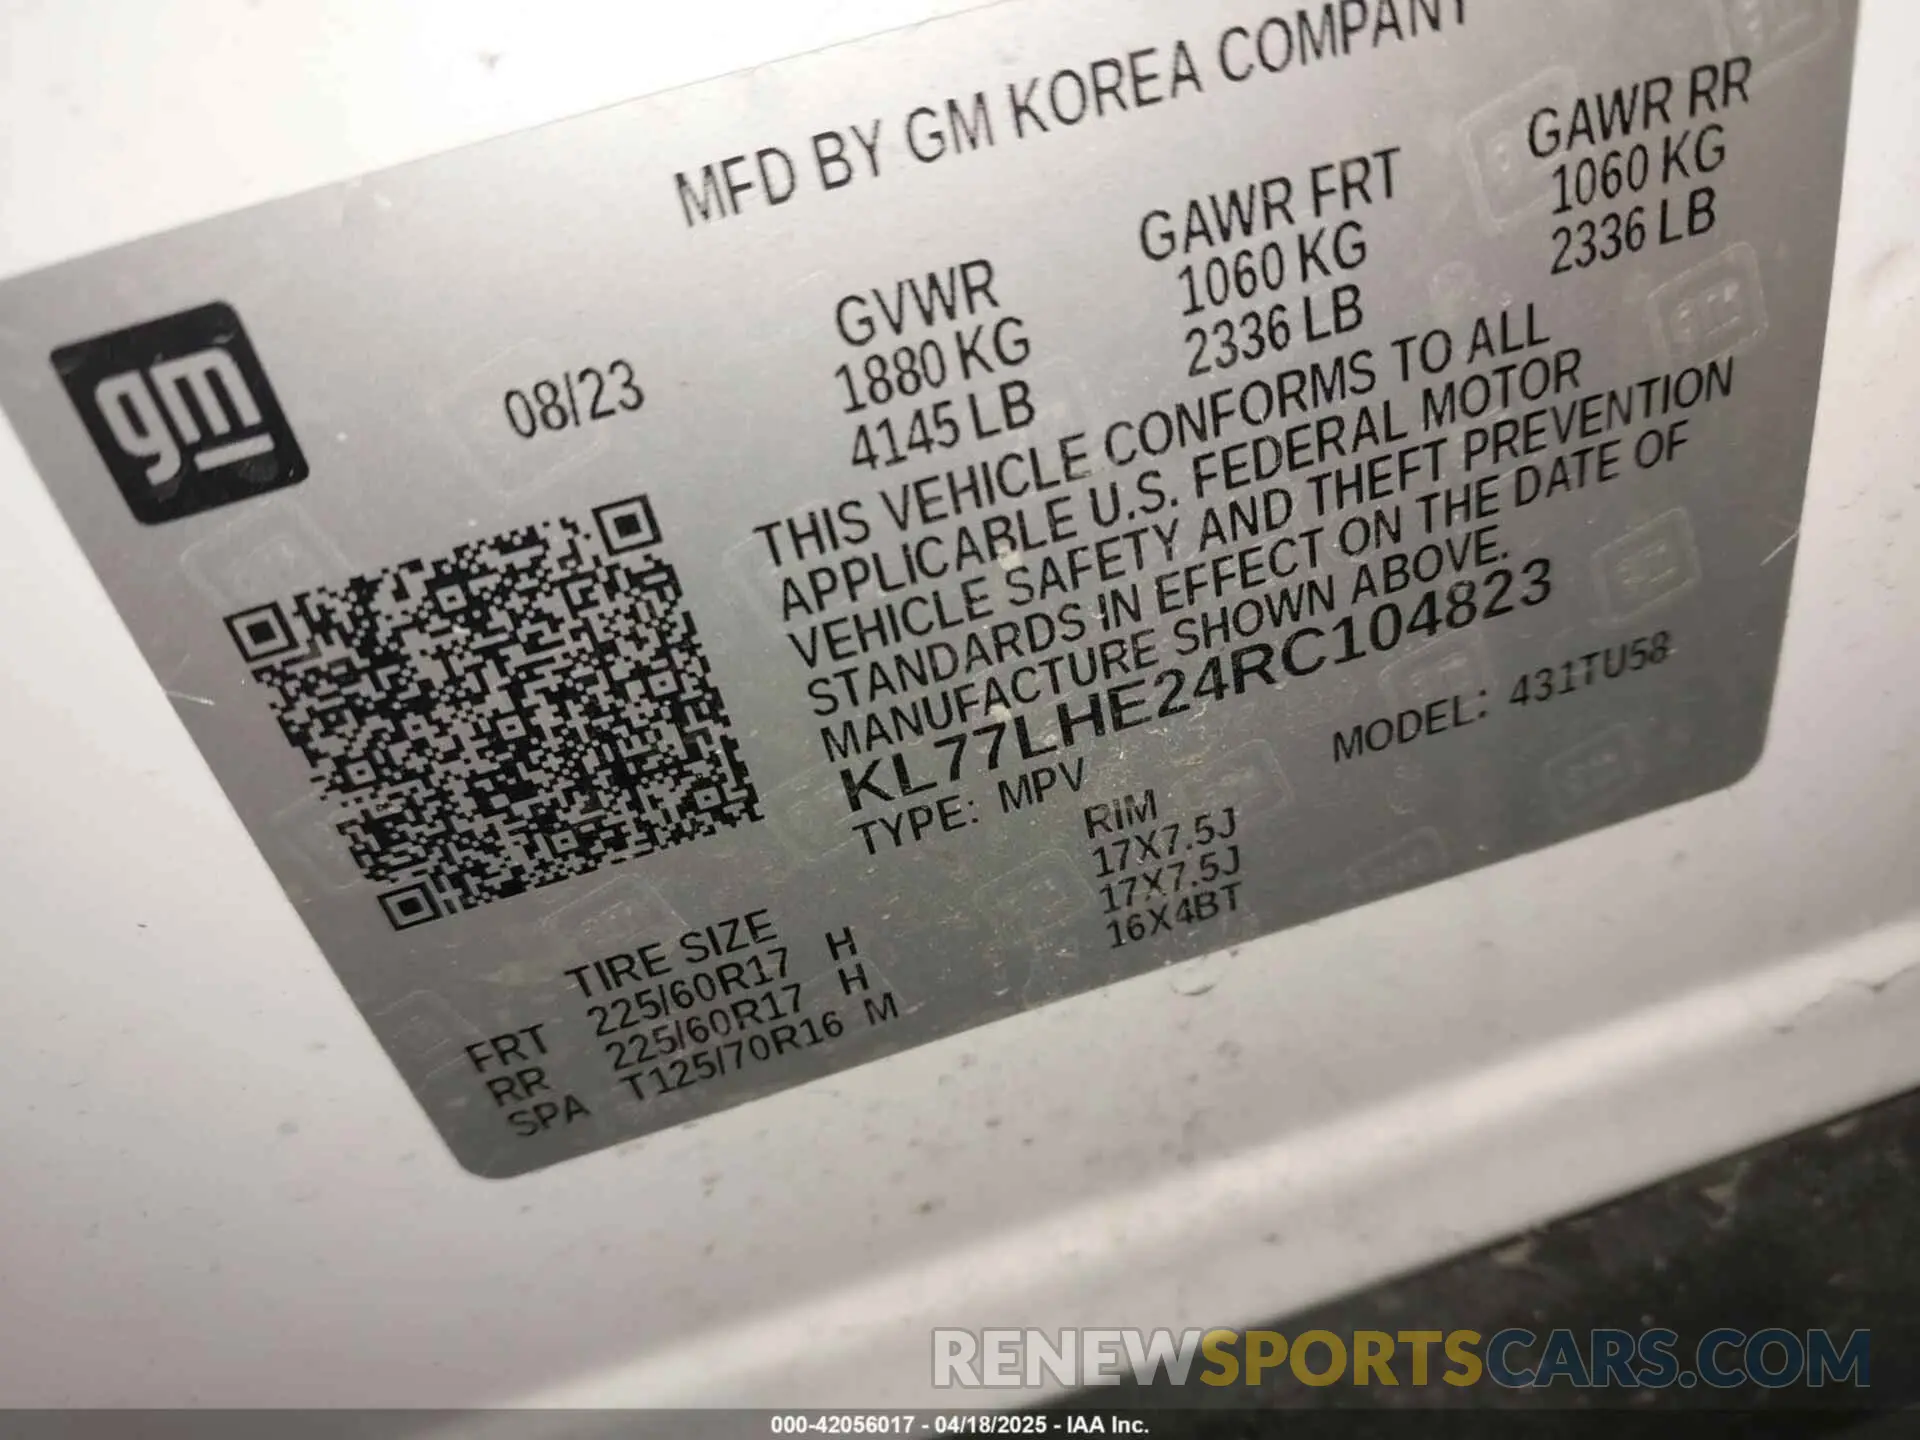 MFD BY GM KOREA COMPANY
gm
08/23
GVWR
1880 KG
4145 LB
GAWR FRT
1060 KG
2336 LB
GAWR RR
1060 KG
2336 LB
THIS VEHICLE CONFORMS TO ALL
APPLICABLE U.S. FEDERAL MOTOR
VEHICLE SAFETY AND THEFT PREVENTION
STANDARDS IN EFFECT ON THE DATE OF
MANUFACTURE SHOWN ABOVE.
KL77LHE24RC104823
TYPE: MPV
MODEL: 431TU58
TIRE SIZE RIM
FRT 225/60R17 H 17X7.5J
RR 225/60R17 H 17X7.5J
SPA T125/70R16 M 16X4BT
RENEWSPORTSCARS.COM
000-42056017 - 04/18/2025 - IAA Inc.